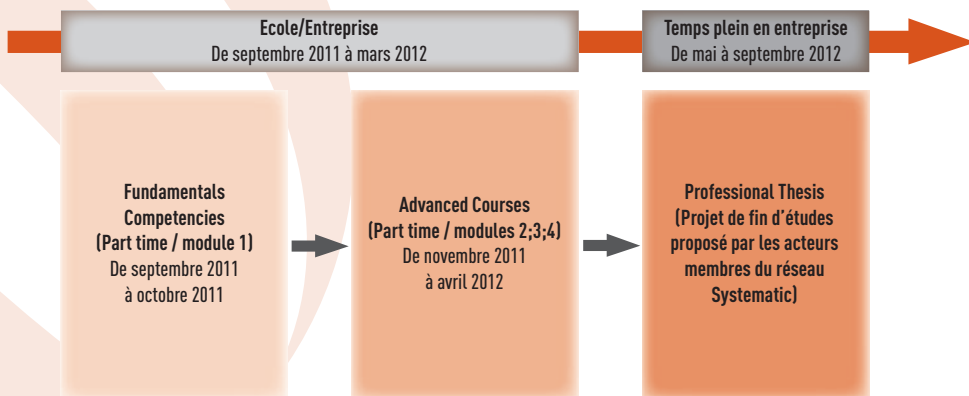 Ecole/Entreprise
De septembre 2011 à mars 2012
Temps plein en entreprise
De mai à septembre 2012
Fundamentals
Competencies
(Part time / module 1)
De septembre 2011
à octobre 2011
Advanced Courses
(Part time / modules 2;3;4)
De novembre 2011
à avril 2012
Professional Thesis
(Projet de fin d’études
proposé par les acteurs
membres du réseau
Systematic)